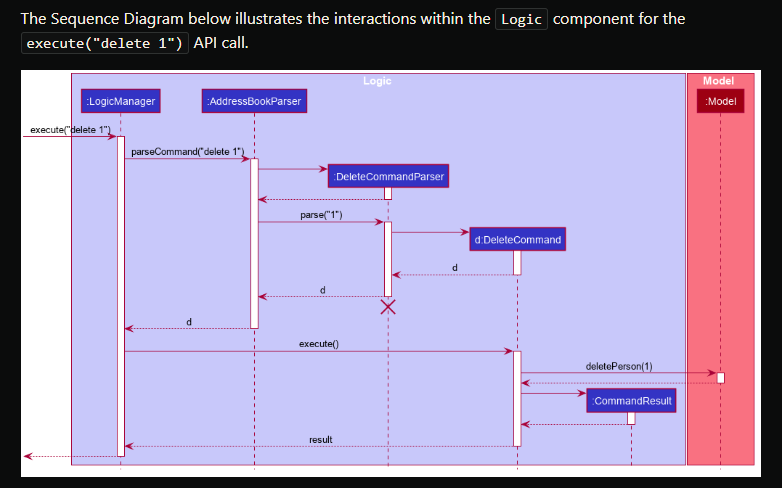 The Sequence Diagram below illustrates the interactions within the Logic component for the
execute("delete 1") API call.
Logic
Model
:LogicManager
:AddressBookParser
:Model
execute("delete 1")
parseCommand("delete 1")
:DeleteCommandParser
parse("1")
d:DeleteCommand
d
d
d
execute()
deletePerson(1)
:CommandResult
result